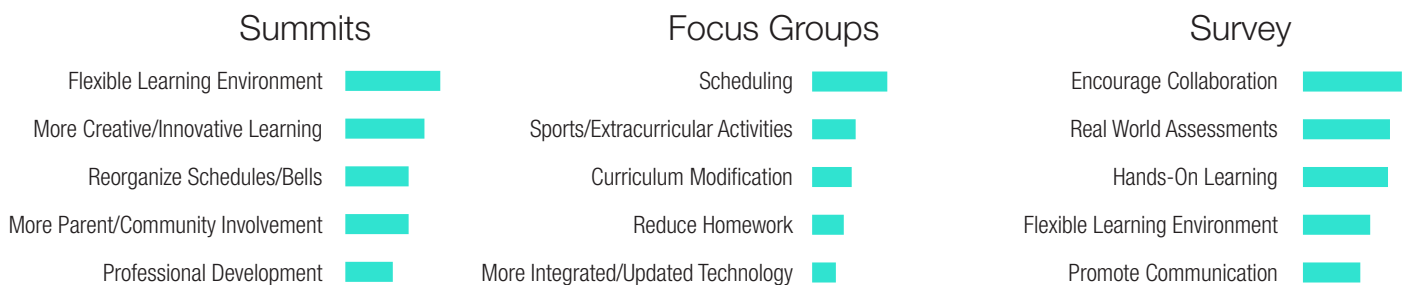 Summits
Flexible Learning Environment
More Creative/Innovative Learning
Reorganize Schedules/Bells
More Parent/Community Involvement
Professional Development
Focus Groups
Scheduling
Sports/Extracurricular Activities
Curriculum Modification
Reduce Homework
More Integrated/Updated Technology
Survey
Encourage Collaboration
Real World Assessments
Hands-On Learning
Flexible Learning Environment
Promote Communication